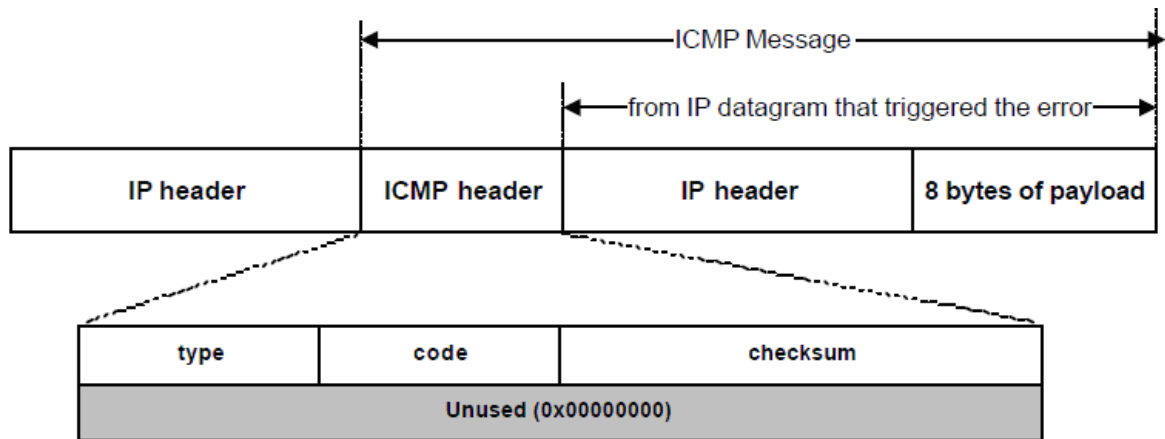 ICMP Message
from IP datagram that triggered the error
IP header ICMP header IP header 8 bytes of payload
type code checksum
Unused (0x00000000)